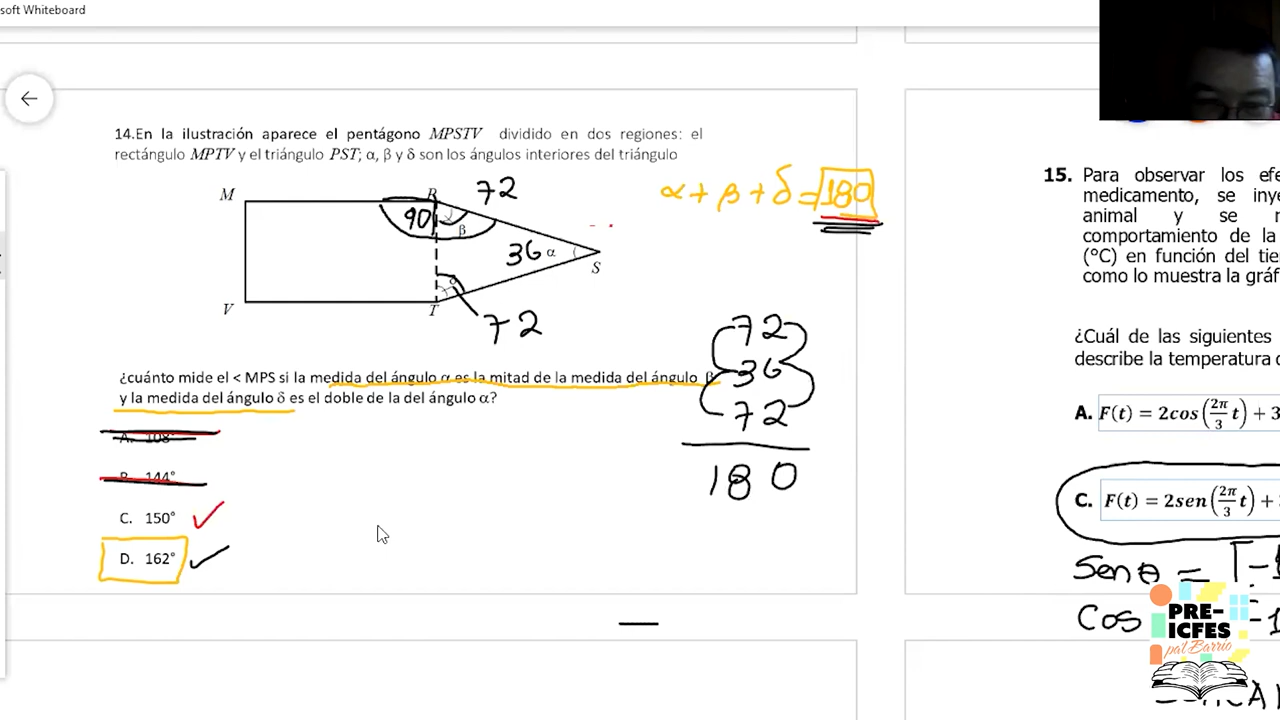 soft Whiteboard
14.En la ilustración aparece el pentágono MPSTV dividido en dos regiones: el
rectángulo MPTV y el triángulo PST; α, β y δ son los ángulos interiores del triángulo
α + β + δ = 180
M
72
90
β
36 α
S
V
T
72
72
36
72
180
¿cuánto mide el < MPS si la medida del ángulo α es la mitad de la medida del ángulo β
y la medida del ángulo δ es el doble de la del ángulo α?
A. 108°
B. 144°
C. 150°
D. 162°
15. Para observar los efe
medicamento, se inye
animal y se m
comportamiento de la
(°C) en función del tie
como lo muestra la gráf
¿Cuál de las siguientes
describe la temperatura d
A. F(t) = 2cos(2π/3 t) + 3
C. F(t) = 2sen(2π/3 t) +
Sen θ =
Cos
PRE-
ICFES
pa'l Barrio